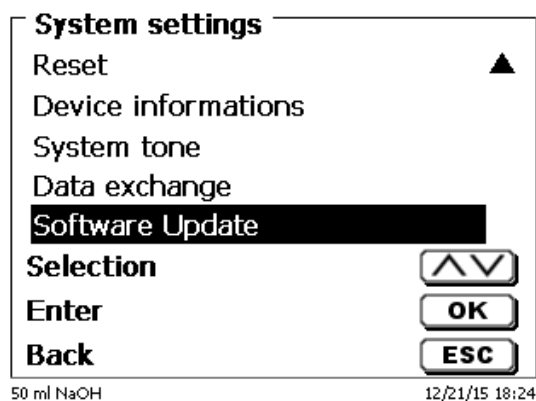 System settings
Reset
Device informations
System tone
Data exchange
Software Update
Selection
Enter OK
Back ESC
50 ml NaOH 12/21/15 18:24